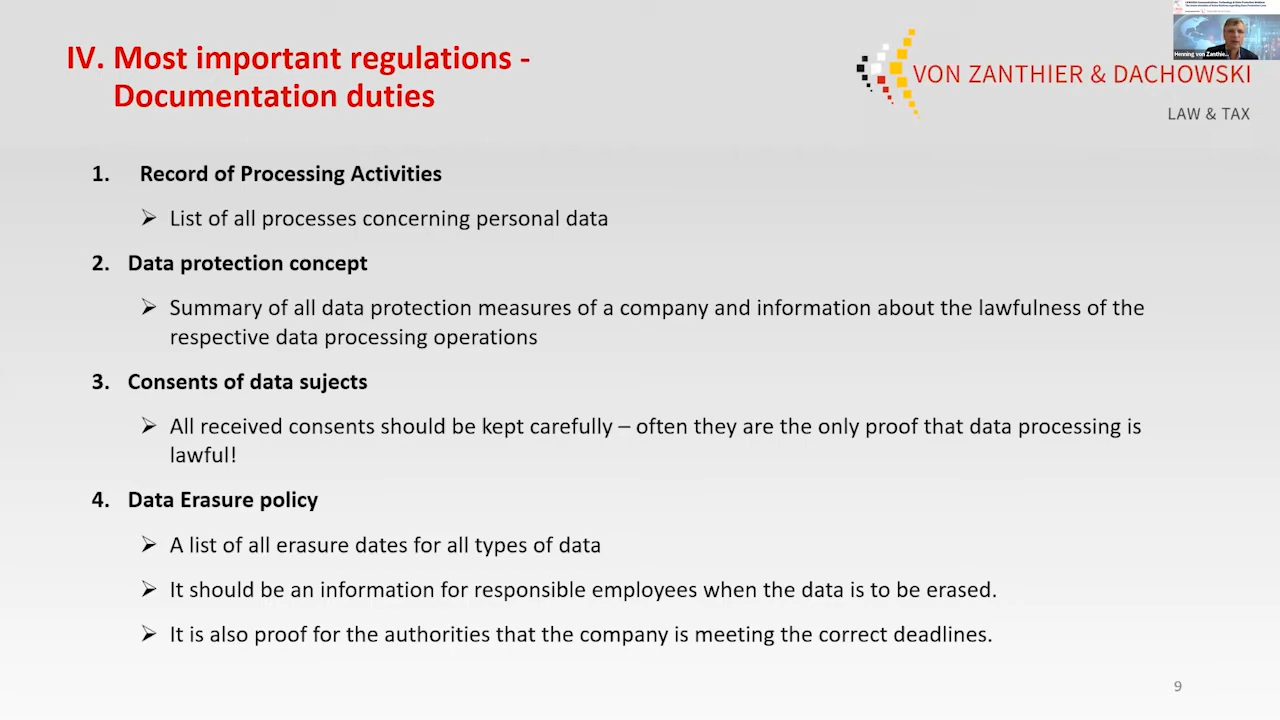 IV. Most important regulations -
Documentation duties
VON ZANTHIER & DACHOWSKI
LAW & TAX
Henning von Zanthie...
1. Record of Processing Activities
➢ List of all processes concerning personal data
2. Data protection concept
➢ Summary of all data protection measures of a company and information about the lawfulness of the
respective data processing operations
3. Consents of data sujects
➢ All received consents should be kept carefully – often they are the only proof that data processing is
lawful!
4. Data Erasure policy
➢ A list of all erasure dates for all types of data
➢ It should be an information for responsible employees when the data is to be erased.
➢ It is also proof for the authorities that the company is meeting the correct deadlines.
9